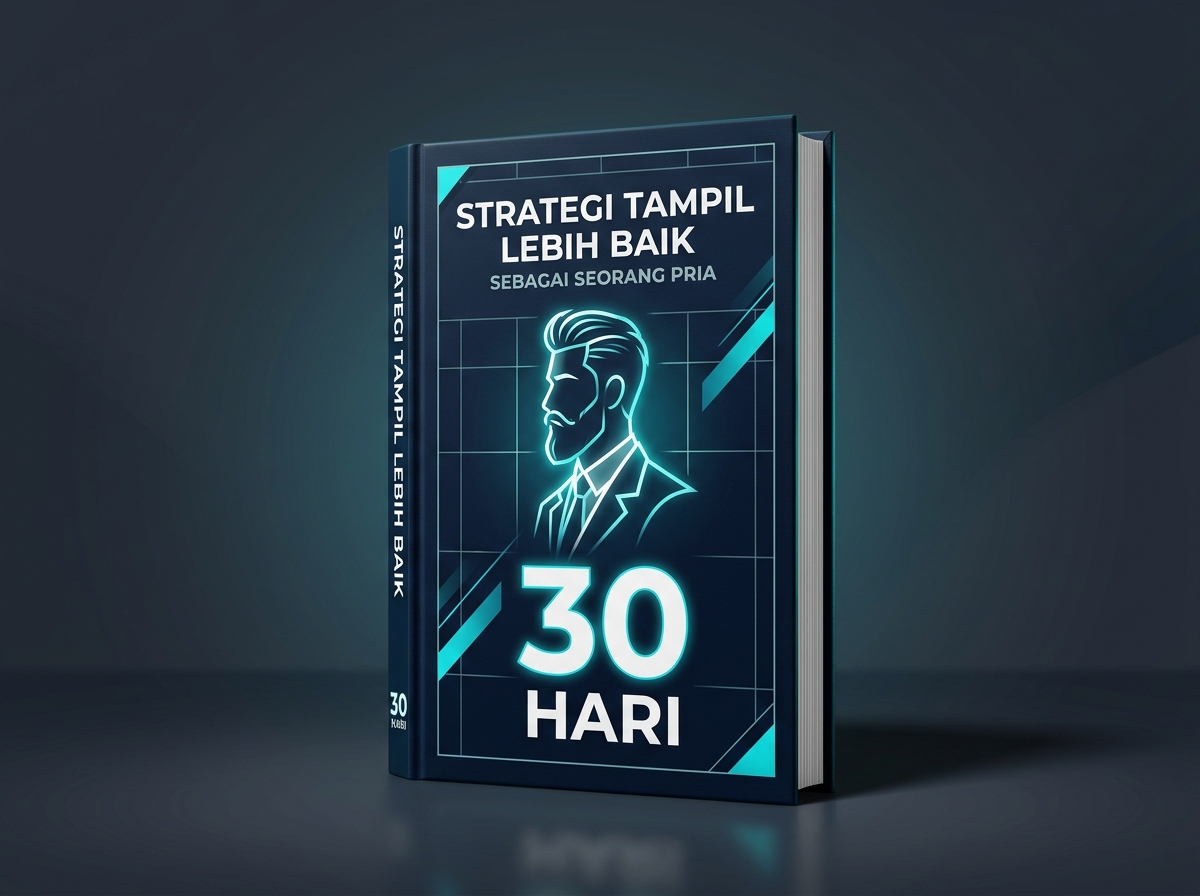 STRATEGI TAMPIL
LEBIH BAIK
SEBAGAI SEORANG PRIA
30
HARI
STRATEGI TAMPIL LEBIH BAIK
30